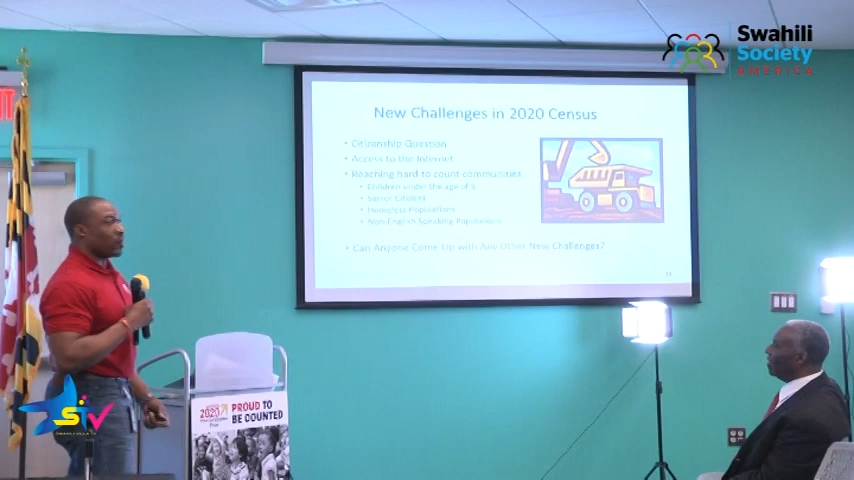 Swahili
Society
AMERICA
New Challenges in 2020 Census
• Citizenship Question
• Access to the Internet
• Reaching hard to count communities
• Children under the age of 5
• Senior Citizens
• Homeless Populations
• Non-English Speaking Populations
• Can Anyone Come Up with Any Other New Challenges?
2020
PROUD TO
BE COUNTED
STV